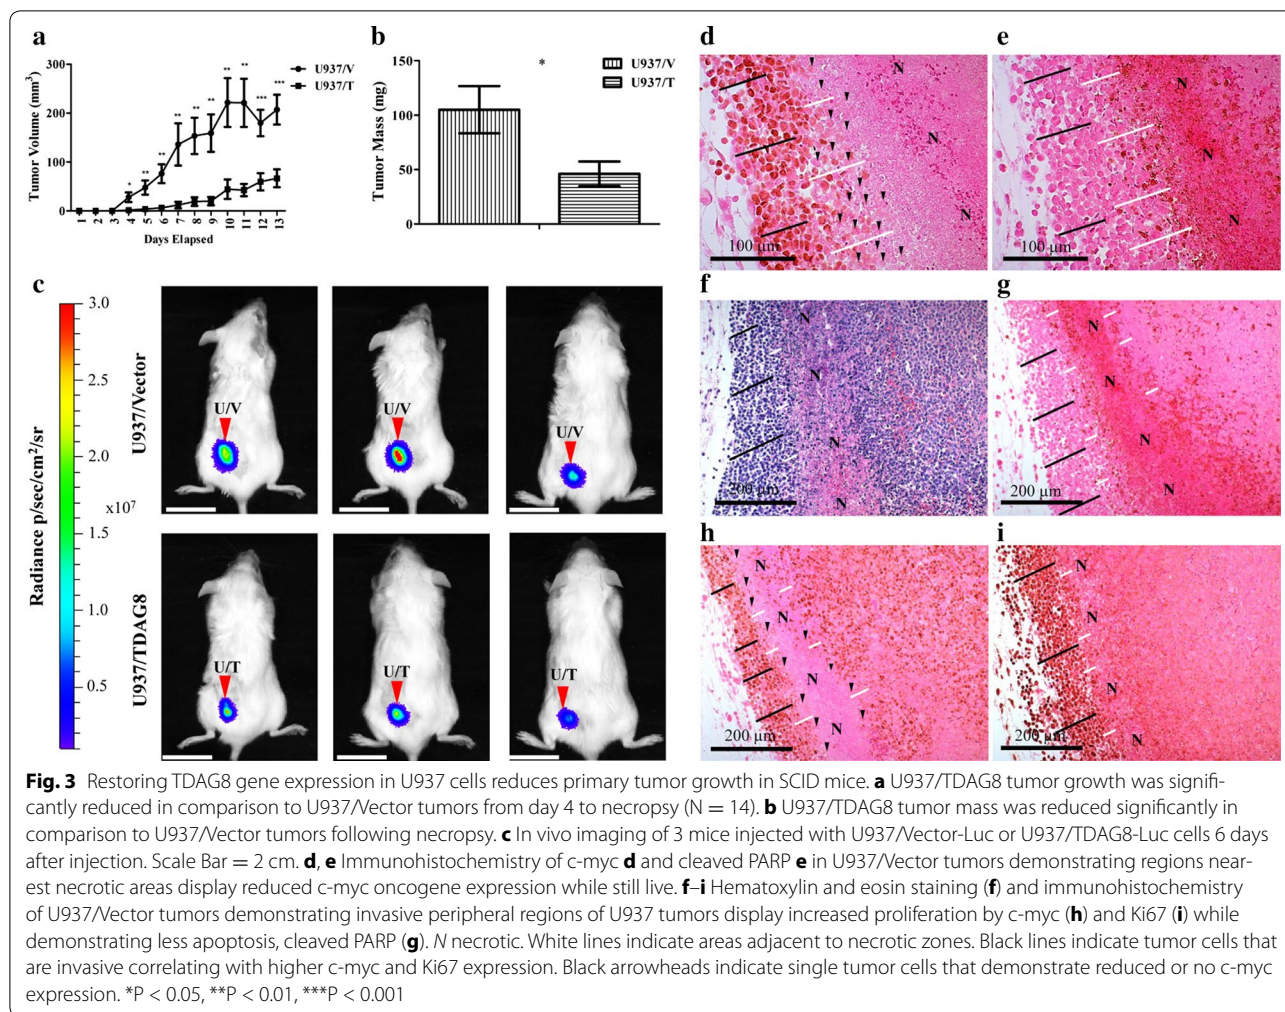 a
300
200
100
0
Tumor Volume (mm³)
U937/V
U937/T
*
**
**
**
**
**
**
**
***
***
1 2 3 4 5 6 7 8 9 10 11 12 13
Days Elapsed
b
150
100
50
0
Tumor Mass (mg)
*
U937/V
U937/T
c
3.0
2.5
2.0
x10⁷
1.5
1.0
0.5
Radiance p/sec/cm²/sr
U937/Vector
U/V
U/V
U/V
U937/TDAG8
U/T
U/T
U/T
d
N
N
N
100 µm
e
N
N
N
100 µm
f
N
N
N
N
200 µm
g
N
N
N
N
200 µm
h
N
N
N
N
200 µm
i
N
N
N
200 µm
Fig. 3 Restoring TDAG8 gene expression in U937 cells reduces primary tumor growth in SCID mice. a U937/TDAG8 tumor growth was signifi-
cantly reduced in comparison to U937/Vector tumors from day 4 to necropsy (N = 14). b U937/TDAG8 tumor mass was reduced significantly in
comparison to U937/Vector tumors following necropsy. c In vivo imaging of 3 mice injected with U937/Vector-Luc or U937/TDAG8-Luc cells 6 days
after injection. Scale Bar = 2 cm. d, e Immunohistochemistry of c-myc d and cleaved PARP e in U937/Vector tumors demonstrating regions near-
est necrotic areas display reduced c-myc oncogene expression while still live. f–i Hematoxylin and eosin staining (f) and immunohistochemistry
of U937/Vector tumors demonstrating invasive peripheral regions of U937 tumors display increased proliferation by c-myc (h) and Ki67 (i) while
demonstrating less apoptosis, cleaved PARP (g). N necrotic. White lines indicate areas adjacent to necrotic zones. Black lines indicate tumor cells that
are invasive correlating with higher c-myc and Ki67 expression. Black arrowheads indicate single tumor cells that demonstrate reduced or no c-myc
expression. *P < 0.05, **P < 0.01, ***P < 0.001